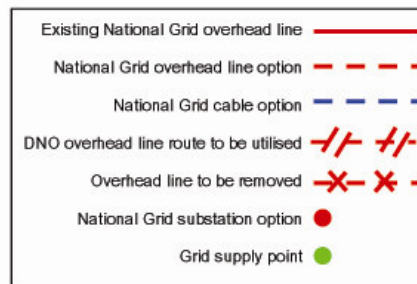 Existing National Grid overhead line
National Grid overhead line option
National Grid cable option
DNO overhead line route to be utilised
Overhead line to be removed
National Grid substation option
Grid supply point